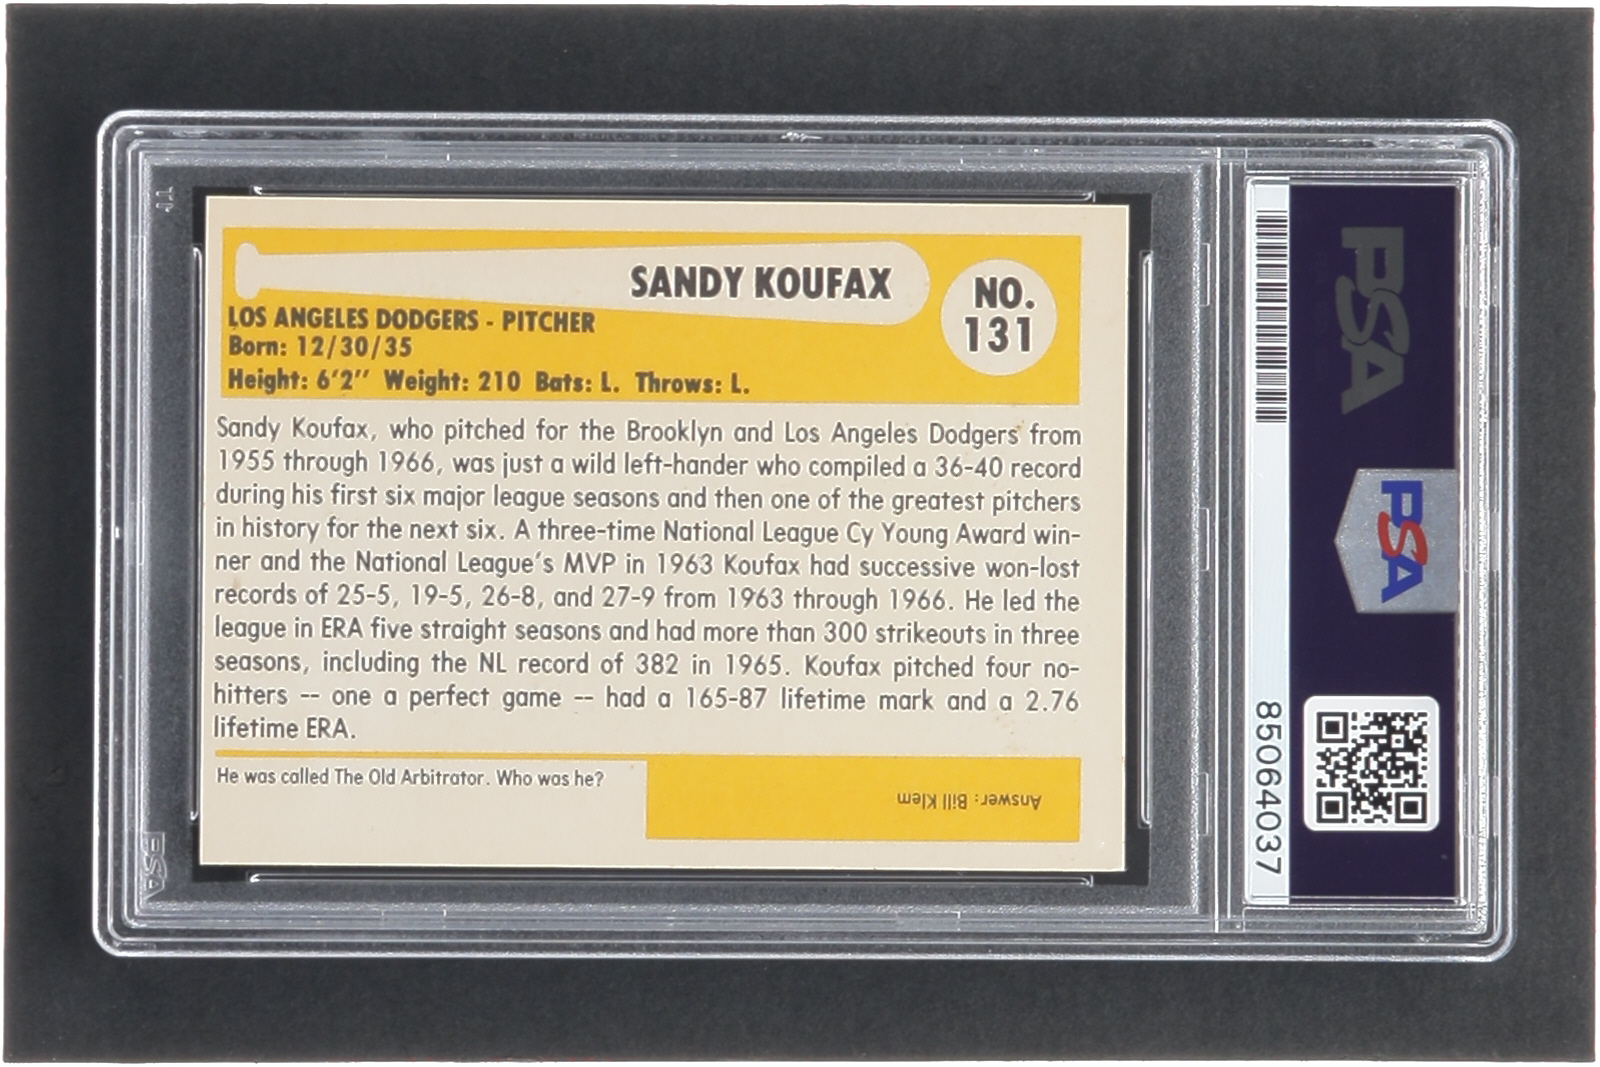 SANDY KOUFAX
NO.
131
LOS ANGELES DODGERS - PITCHER
Born: 12/30/35
Height: 6'2" Weight: 210 Bats: L. Throws: L.
Sandy Koufax, who pitched for the Brooklyn and Los Angeles Dodgers from
1955 through 1966, was just a wild left-hander who compiled a 36-40 record
during his first six major league seasons and then one of the greatest pitchers
in history for the next six. A three-time National League Cy Young Award win-
ner and the National League's MVP in 1963 Koufax had successive won-lost
records of 25-5, 19-5, 26-8, and 27-9 from 1963 through 1966. He led the
league in ERA five straight seasons and had more than 300 strikeouts in three
seasons, including the NL record of 382 in 1965. Koufax pitched four no-
hitters -- one a perfect game -- had a 165-87 lifetime mark and a 2.76
lifetime ERA.
He was called The Old Arbitrator. Who was he?
Answer: Bill Klem
PSA
PSA
85064037
PSA